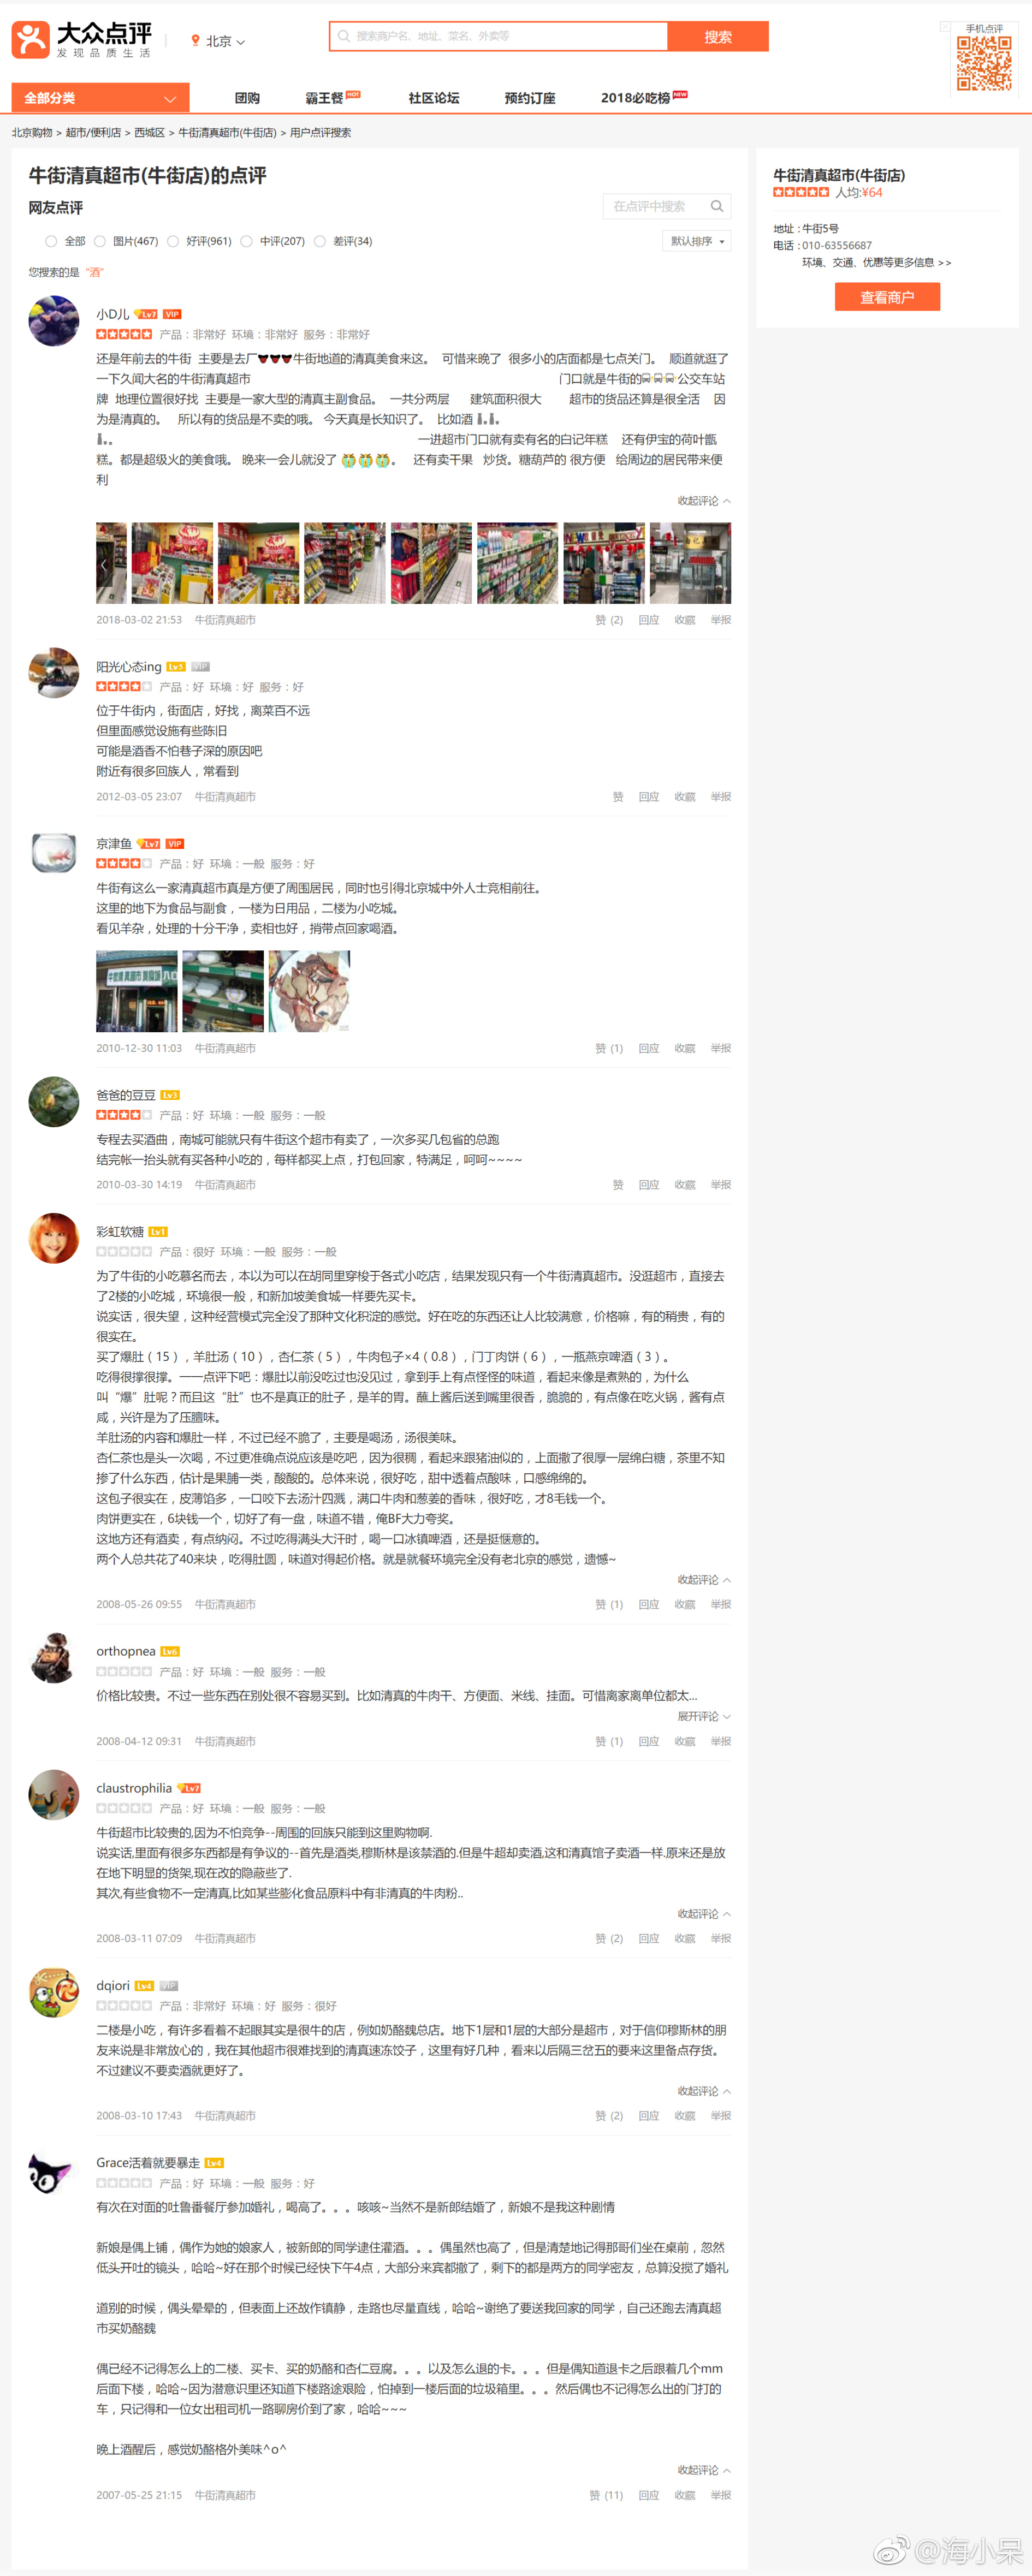 大众点评
发现品质生活
北京
搜索商户名、地址、菜名、外卖等
搜索
手机点评
全部分类
团购
霸王餐 HOT
社区论坛
预约订座
2018必吃榜 NEW
北京购物 > 超市/便利店 > 西城区 > 牛街清真超市(牛街店) > 用户点评搜索
牛街清真超市(牛街店)的点评
网友点评
在点评中搜索
全部 图片(467) 好评(961) 中评(207) 差评(34)
默认排序
您搜索的是 “酒”
牛街清真超市(牛街店)
人均:¥64
地址 : 牛街5号
电话 : 010-63556687
环境、交通、优惠等更多信息 >>
查看商户
小D儿 Lv7 VIP
产品 : 非常好 环境 : 非常好 服务 : 非常好
还是年前去的牛街 主要是去厂牛街地道的清真美食来这。 可惜来晚了 很多小的店面都是七点关门。 顺道就逛了
一下久闻大名的牛街清真超市 门口就是牛街的公交车站
牌 地理位置很好找 主要是一家大型的清真主副食品。 一共分两层 建筑面积很大 超市的货品还算是很全活 因
为是清真的。 所以有的货品是不卖的哦。 今天真是长知识了。 比如酒🍾。🍾。
🍾。。 一进超市门口就有卖有名的白记年糕 还有伊宝的荷叶甑
糕。都是超级火的美食哦。 晚来一会儿就没了😭😭😭。 还有卖干果 炒货。糖葫芦的 很方便 给周边的居民带来便
利
收起评论
2018-03-02 21:53 牛街清真超市
赞 (2) 回应 收藏 举报
阳光心态ing Lv5 VIP
产品 : 好 环境 : 好 服务 : 好
位于牛街内，街面店，好找，离菜百不远
但里面感觉设施有些陈旧
可能是酒香不怕巷子深的原因吧
附近有很多回族人，常看到
2012-03-05 23:07 牛街清真超市
赞 回应 收藏 举报
京津鱼 Lv7 VIP
产品 : 好 环境 : 一般 服务 : 好
牛街有这么一家清真超市真是方便了周围居民，同时也引得北京城中外人士竞相前往。
这里的地下为食品与副食，一楼为日用品，二楼为小吃城。
看见羊杂，处理的十分干净，卖相也好，捎带点回家喝酒。
2010-12-30 11:03 牛街清真超市
赞 (1) 回应 收藏 举报
爸爸的豆豆 Lv3
产品 : 好 环境 : 一般 服务 : 一般
专程去买酒曲，南城可能就只有牛街这个超市有卖了，一次多买几包省的总跑
结完帐一抬头就有买各种小吃的，每样都买上点，打包回家，特满足，呵呵~~~~
2010-03-30 14:19 牛街清真超市
赞 回应 收藏 举报
彩虹软糖 Lv1
产品 : 很好 环境 : 一般 服务 : 一般
为了牛街的小吃慕名而去，本以为可以在胡同里穿梭于各式小吃店，结果发现只有一个牛街清真超市。没逛超市，直接去
了2楼的小吃城，环境很一般，和新加坡美食城一样要先买卡。
说实话，很失望，这种经营模式完全没了那种文化积淀的感觉。好在吃的东西还让人比较满意，价格嘛，有的稍贵，有的
很实在。
买了爆肚（15），羊肚汤（10），杏仁茶（5），牛肉包子×4（0.8），门丁肉饼（6），一瓶燕京啤酒（3）。
吃得很撑很撑。一一点评下吧：爆肚以前没吃过也没见过，拿到手上有点怪怪的味道，看起来像是煮熟的，为什么
叫“爆”肚呢？而且这“肚”也不是真正的肚子，是羊的胃。蘸上酱后送到嘴里很香，脆脆的，有点像在吃火锅，酱有点
咸，兴许是为了压膻味。
羊肚汤的内容和爆肚一样，不过已经不脆了，主要是喝汤，汤很美味。
杏仁茶也是头一次喝，不过更准确点说应该是吃吧，因为很稠，看起来跟猪油似的，上面撒了很厚一层绵白糖，茶里不知
掺了什么东西，估计是果脯一类，酸酸的。总体来说，很好吃，甜中透着点酸味，口感绵绵的。
这包子很实在，皮薄馅多，一口咬下去汤汁四溅，满口牛肉和葱姜的香味，很好吃，才8毛钱一个。
肉饼更实在，6块钱一个，切好了有一盘，味道不错，俺BF大力夸奖。
这地方还有酒卖，有点纳闷。不过吃得满头大汗时，喝一口冰镇啤酒，还是挺惬意的。
两个人总共花了40来块，吃得肚圆，味道对得起价格。就是就餐环境完全没有老北京的感觉，遗憾~
收起评论
2008-05-26 09:55 牛街清真超市
赞 (1) 回应 收藏 举报
orthopnea Lv6
产品 : 好 环境 : 一般 服务 : 一般
价格比较贵。不过一些东西在别处很不容易买到。比如清真的牛肉干、方便面、米线、挂面。可惜离家离单位都太...
展开评论
2008-04-12 09:31 牛街清真超市
赞 (1) 回应 收藏 举报
claustrophilia Lv7
产品 : 好 环境 : 一般 服务 : 一般
牛街超市比较贵的,因为不怕竞争--周围的回族只能到这里购物啊.
说实话,里面有很多东西都是有争议的--首先是酒类,穆斯林是该禁酒的.但是牛超却卖酒,这和清真馆子卖酒一样.原来还是放
在地下明显的货架,现在改的隐蔽些了.
其次,有些食物不一定清真,比如某些膨化食品原料中有非清真的牛肉粉..
收起评论
2008-03-11 07:09 牛街清真超市
赞 (2) 回应 收藏 举报
dqiori Lv4 VIP
产品 : 非常好 环境 : 好 服务 : 很好
二楼是小吃，有许多看着不起眼其实是很牛的店，例如奶酪魏总店。地下1层和1层的大部分是超市，对于信仰穆斯林的朋
友来说是非常放心的，我在其他超市很难找到的清真速冻饺子，这里有好几种，看来以后隔三岔五的要来这里备点存货。
不过建议不要卖酒就更好了。
收起评论
2008-03-10 17:43 牛街清真超市
赞 (2) 回应 收藏 举报
Grace活着就要暴走 Lv4
产品 : 好 环境 : 一般 服务 : 好
有次在对面的吐鲁番餐厅参加婚礼，喝高了。。。咳咳~当然不是新郎结婚了，新娘不是我这种剧情
新娘是偶上铺，偶作为她的娘家人，被新郎的同学逮住灌酒。。。偶虽然也高了，但是清楚地记得那哥们坐在桌前，忽然
低头开吐的镜头，哈哈~好在那个时候已经快下午4点，大部分来宾都撤了，剩下的都是两方的同学密友，总算没搅了婚礼
道别的时候，偶头晕晕的，但表面上还故作镇静，走路也尽量直线，哈哈~谢绝了要送我回家的同学，自己还跑去清真超
市买奶酪魏
偶已经不记得怎么上的二楼、买卡、买的奶酪和杏仁豆腐。。。以及怎么退的卡。。。但是偶知道退卡之后跟着几个mm
后面下楼，哈哈~因为潜意识里还知道下楼路途艰险，怕掉到一楼后面的垃圾箱里。。。然后偶也不记得怎么出的门打的
车，只记得和一位女出租司机一路聊房价到了家，哈哈~~~
晚上酒醒后，感觉奶酪格外美味^o^
收起评论
2007-05-25 21:15 牛街清真超市
赞 (11) 回应 收藏 举报
@海小呆